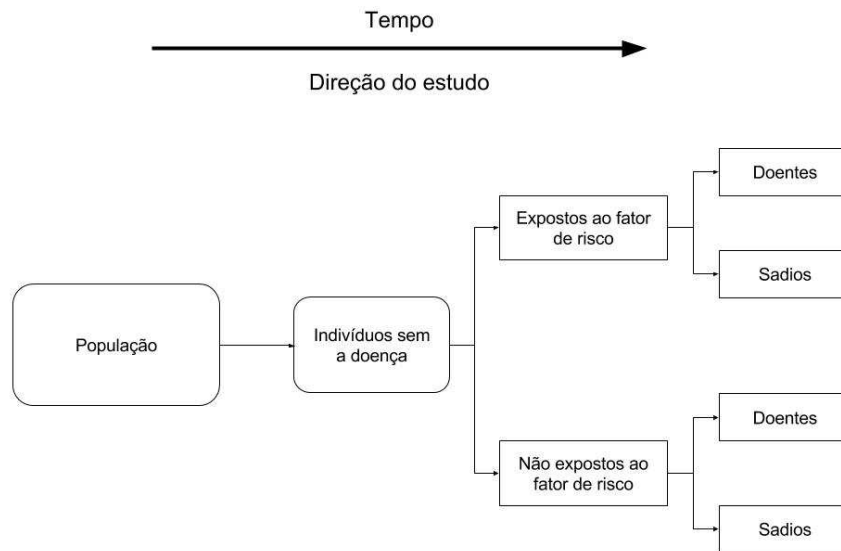 Tempo
Direção do estudo
População
Indivíduos sem
a doença
Expostos ao fator
de risco
Doentes
Sadios
Não expostos ao
fator de risco
Doentes
Sadios